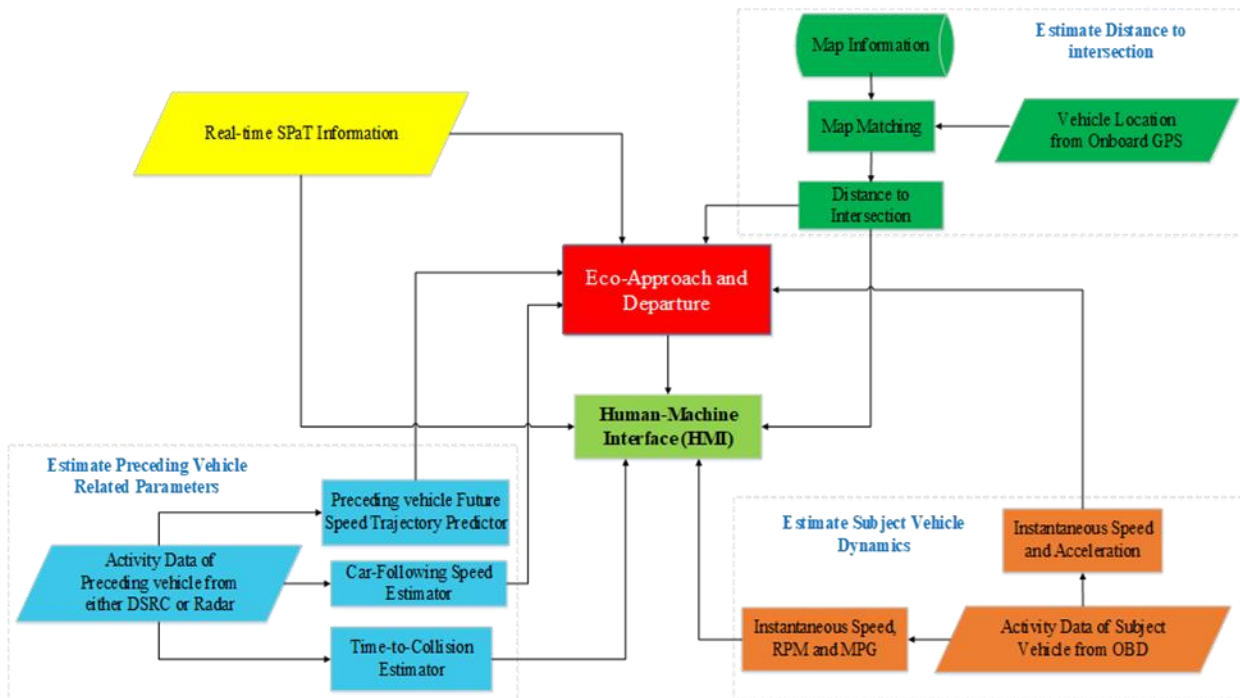 Map Information
Estimate Distance to
intersection
Real-time SPaT Information
Map Matching
Vehicle Location
from Onboard GPS
Distance to
Intersection
Eco-Approach and
Departure
Human-Machine
Interface (HMI)
Estimate Preceding Vehicle
Related Parameters
Preceding vehicle Future
Speed Trajectory Predictor
Activity Data of
Preceding vehicle from
either DSRC or Radar
Car-Following Speed
Estimator
Time-to-Collision
Estimator
Estimate Subject Vehicle
Dynamics
Instantaneous Speed
and Acceleration
Instantaneous Speed,
RPM and MPG
Activity Data of Subject
Vehicle from OBD